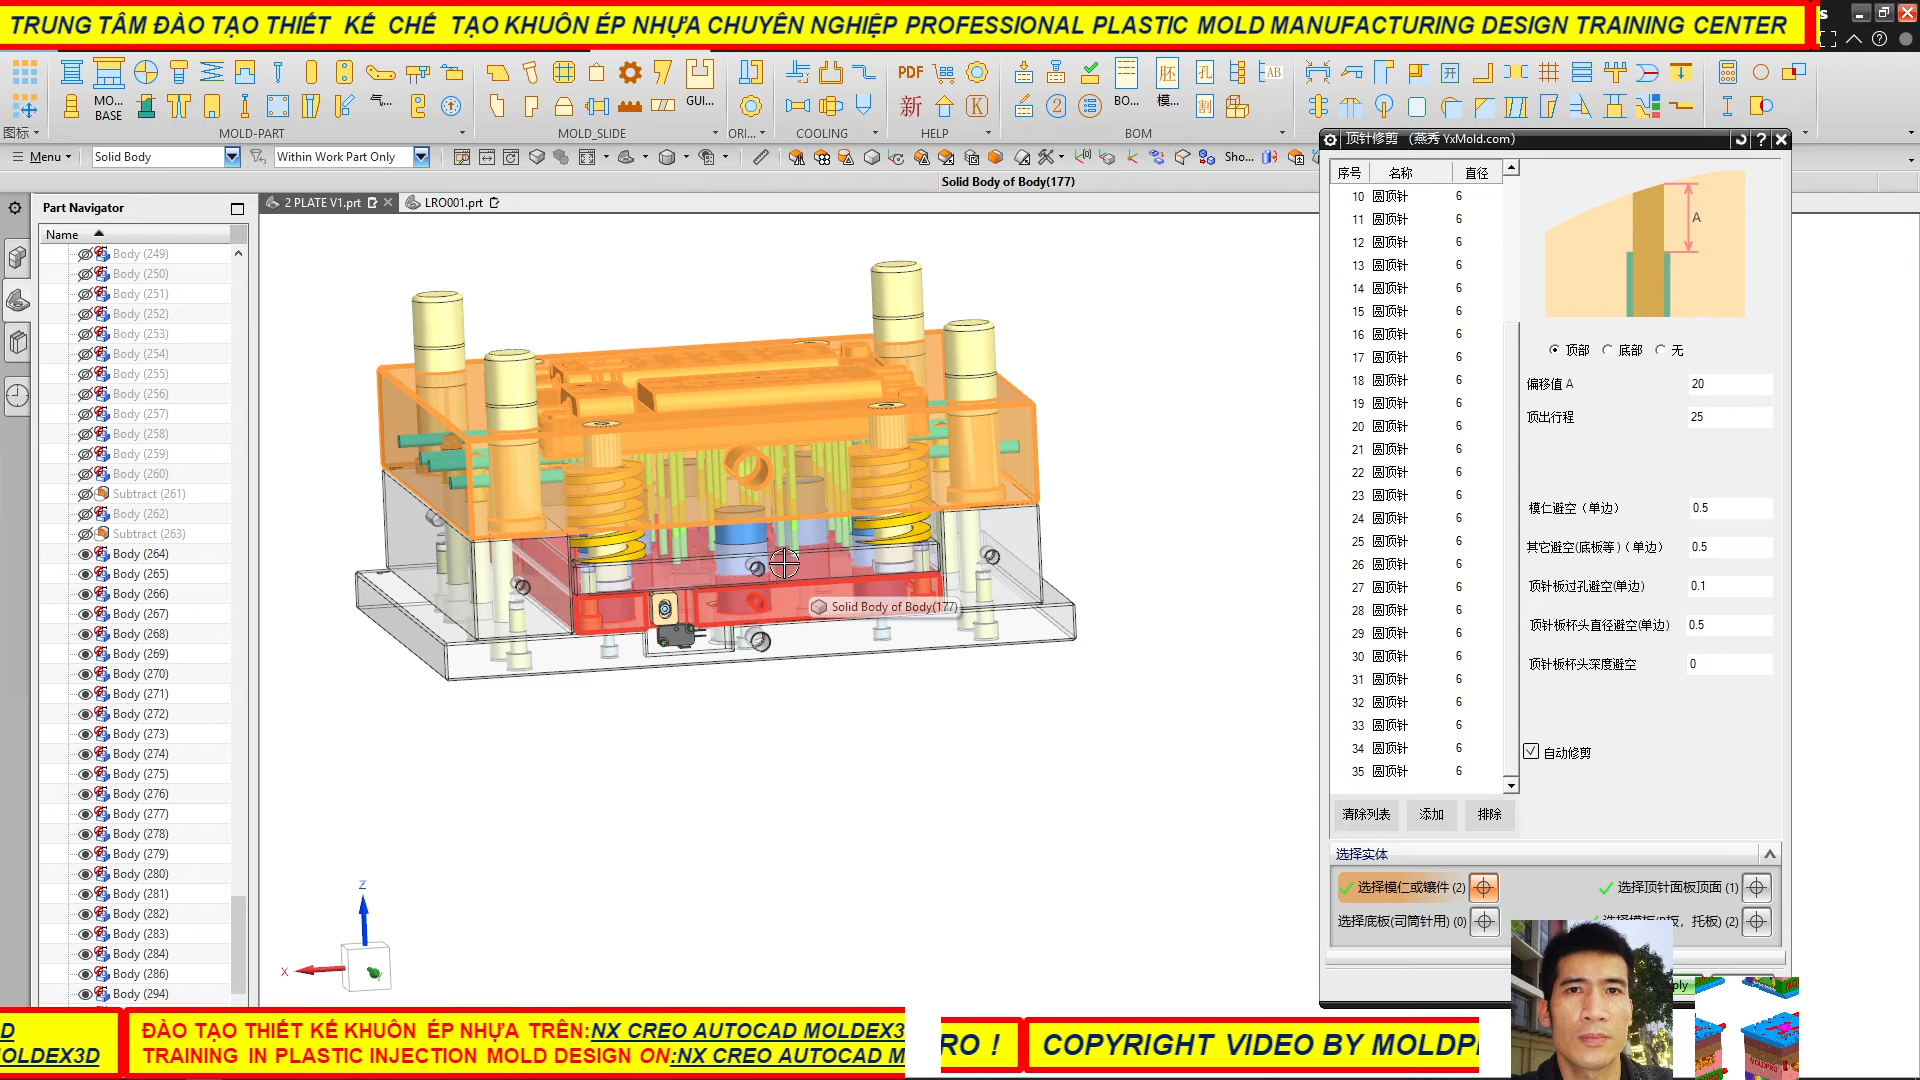 TRUNG TÂM ĐÀO TẠO THIẾT KẾ CHẾ TẠO KHUÔN ÉP NHỰA CHUYÊN NGHIỆP PROFESSIONAL PLASTIC MOLD MANUFACTURING DESIGN TRAINING CENTER
s
MO...
BASE
GUI...
PDF
新
BO...
胚
模...
孔
割
AB
开
图标
MOLD-PART
MOLD_SLIDE
ORI...
COOLING
HELP
BOM
Menu
Solid Body
Within Work Part Only
Sho...
Solid Body of Body(177)
顶针修剪 （燕秀 YxMold.com）
Part Navigator
2 PLATE V1.prt
LRO001.prt
Name
Body (249)
Body (250)
Body (251)
Body (252)
Body (253)
Body (254)
Body (255)
Body (256)
Body (257)
Body (258)
Body (259)
Body (260)
Subtract (261)
Body (262)
Subtract (263)
Body (264)
Body (265)
Body (266)
Body (267)
Body (268)
Body (269)
Body (270)
Body (271)
Body (272)
Body (273)
Body (274)
Body (275)
Body (276)
Body (277)
Body (278)
Body (279)
Body (280)
Body (281)
Body (282)
Body (283)
Body (284)
Body (286)
Body (294)
Solid Body of Body(177)
Z
X
序号 名称 直径
10 圆顶针 6
11 圆顶针 6
12 圆顶针 6
13 圆顶针 6
14 圆顶针 6
15 圆顶针 6
16 圆顶针 6
17 圆顶针 6
18 圆顶针 6
19 圆顶针 6
20 圆顶针 6
21 圆顶针 6
22 圆顶针 6
23 圆顶针 6
24 圆顶针 6
25 圆顶针 6
26 圆顶针 6
27 圆顶针 6
28 圆顶针 6
29 圆顶针 6
30 圆顶针 6
31 圆顶针 6
32 圆顶针 6
33 圆顶针 6
34 圆顶针 6
35 圆顶针 6
A
顶部 底部 无
偏移值 A 20
顶出行程 25
模仁避空（单边） 0.5
其它避空(底板等)（单边） 0.5
顶针板过孔避空(单边) 0.1
顶针板杯头直径避空(单边) 0.5
顶针板杯头深度避空 0
自动修剪
清除列表 添加 排除
选择实体
选择模仁或镶件 (2)
选择顶针面板顶面 (1)
选择底板(司筒针用) (0)
托板) (2)
ply
D
OLDEX3D
ĐÀO TẠO THIẾT KẾ KHUÔN ÉP NHỰA TRÊN:NX CREO AUTOCAD MOLDEX3
TRAINING IN PLASTIC INJECTION MOLD DESIGN ON:NX CREO AUTOCAD M
RO !
COPYRIGHT VIDEO BY MOLDP
MOLDPRO